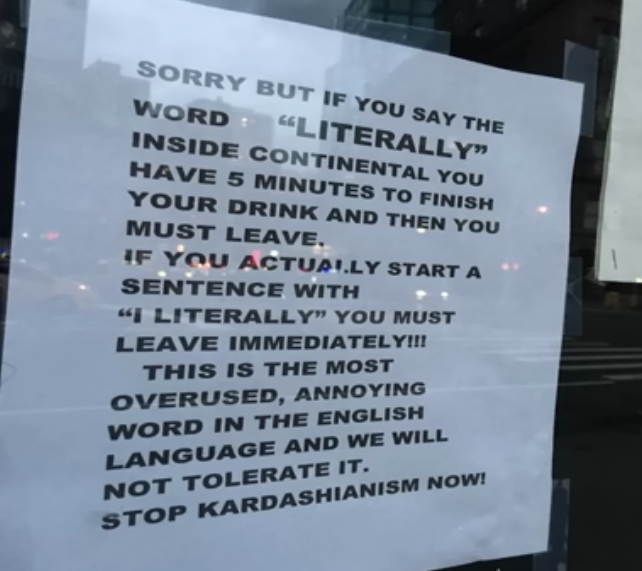 SORRY BUT IF YOU SAY THE
WORD "LITERALLY"
INSIDE CONTINENTAL YOU
HAVE 5 MINUTES TO FINISH
YOUR DRINK AND THEN YOU
MUST LEAVE.
IF YOU ACTUALLY START A
SENTENCE WITH
"I LITERALLY" YOU MUST
LEAVE IMMEDIATELY!!!
THIS IS THE MOST
OVERUSED, ANNOYING
WORD IN THE ENGLISH
LANGUAGE AND WE WILL
NOT TOLERATE IT.
STOP KARDASHIANISM NOW!